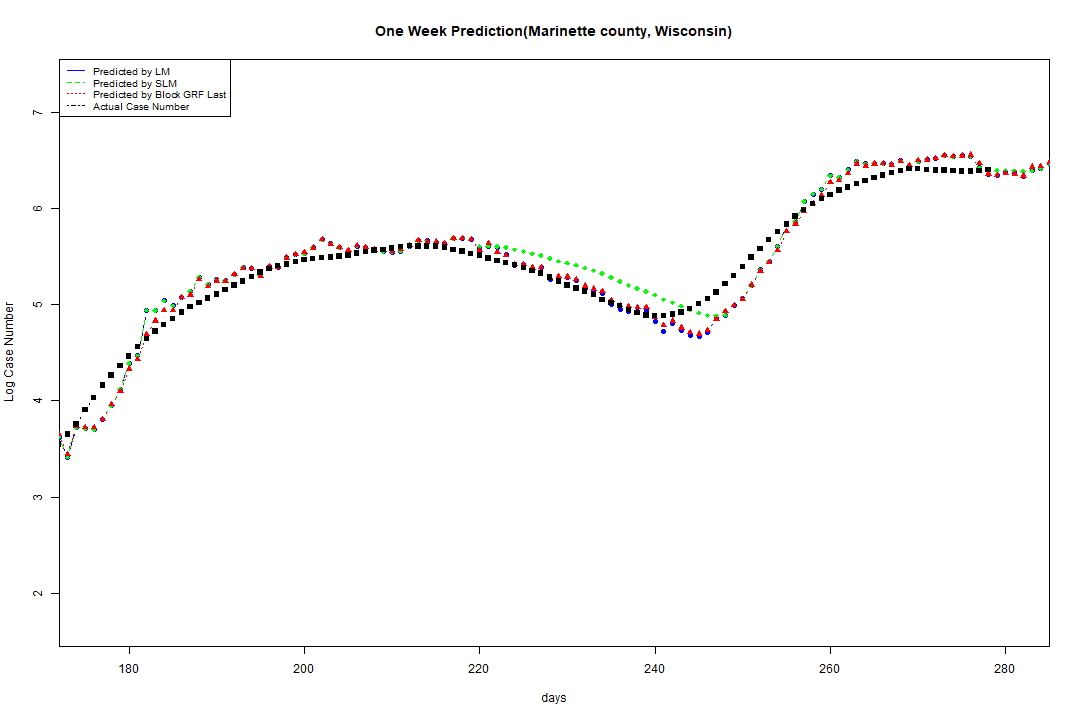 One Week Prediction(Marinette county, Wisconsin)
Predicted by LM
Predicted by SLM
Predicted by Block GRF Last
Actual Case Number
7
6
5
4
3
2
Log Case Number
180 200 220 240 260 280
days